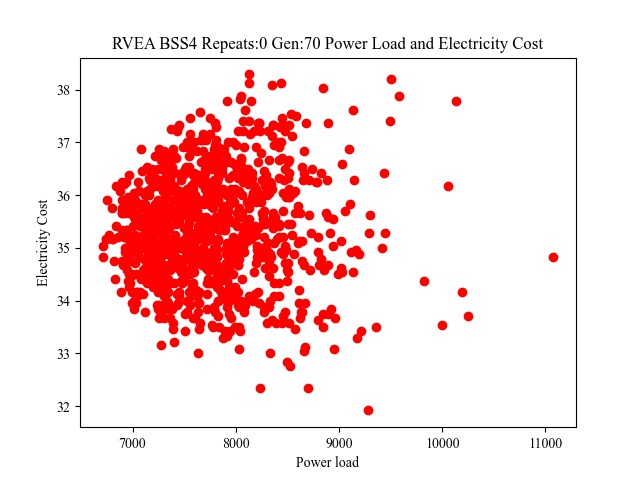 RVEA BSS4 Repeats:0 Gen:70 Power Load and Electricity Cost
38
37
36
35
34
33
32
Electricity Cost
7000 8000 9000 10000 11000
Power load